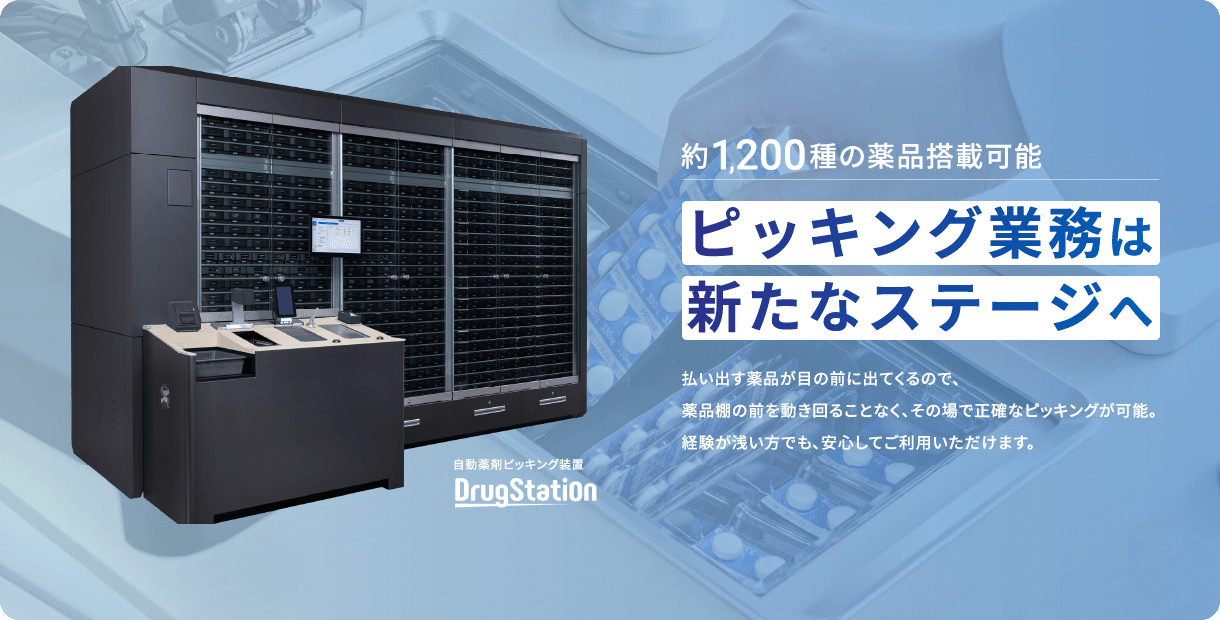 約1,200種の薬品搭載可能
ピッキング業務は
新たなステージへ
払い出す薬品が目の前に出てくるので、
薬品棚の前を動き回ることなく、その場で正確なピッキングが可能。
経験が浅い方でも、安心してご利用いただけます。
自動薬剤ピッキング装置
DrugStation